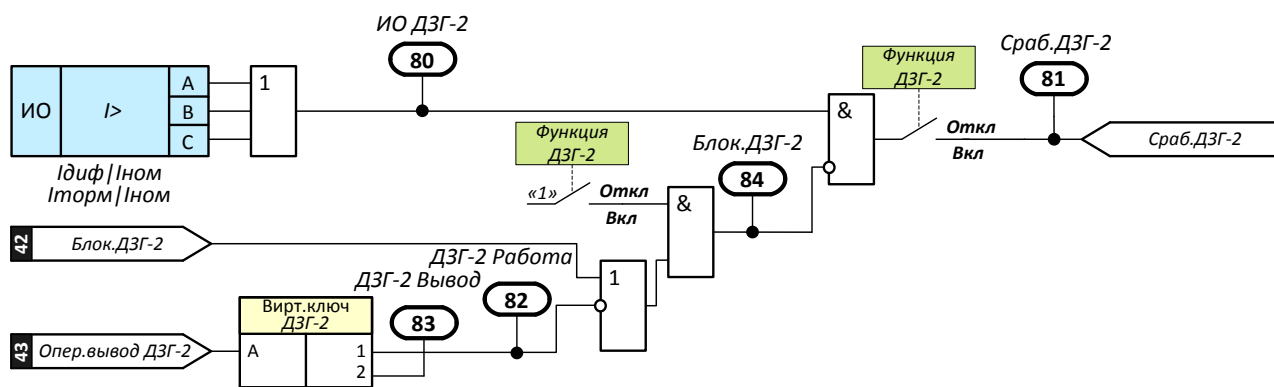 ИО ДЗГ-2
80
Сраб.ДЗГ-2
81
Функция
ДЗГ-2
ИО
I>
A
B
C
1
&
Откл
Вкл
Сраб.ДЗГ-2
Iдиф|Iном
Iторм|Iном
Функция
ДЗГ-2
«1»
Откл
Вкл
&
Блок.ДЗГ-2
84
42
Блок.ДЗГ-2
ДЗГ-2 Работа
82
ДЗГ-2 Вывод
83
1
Вирт.ключ
ДЗГ-2
A
1
2
43
Опер.вывод ДЗГ-2